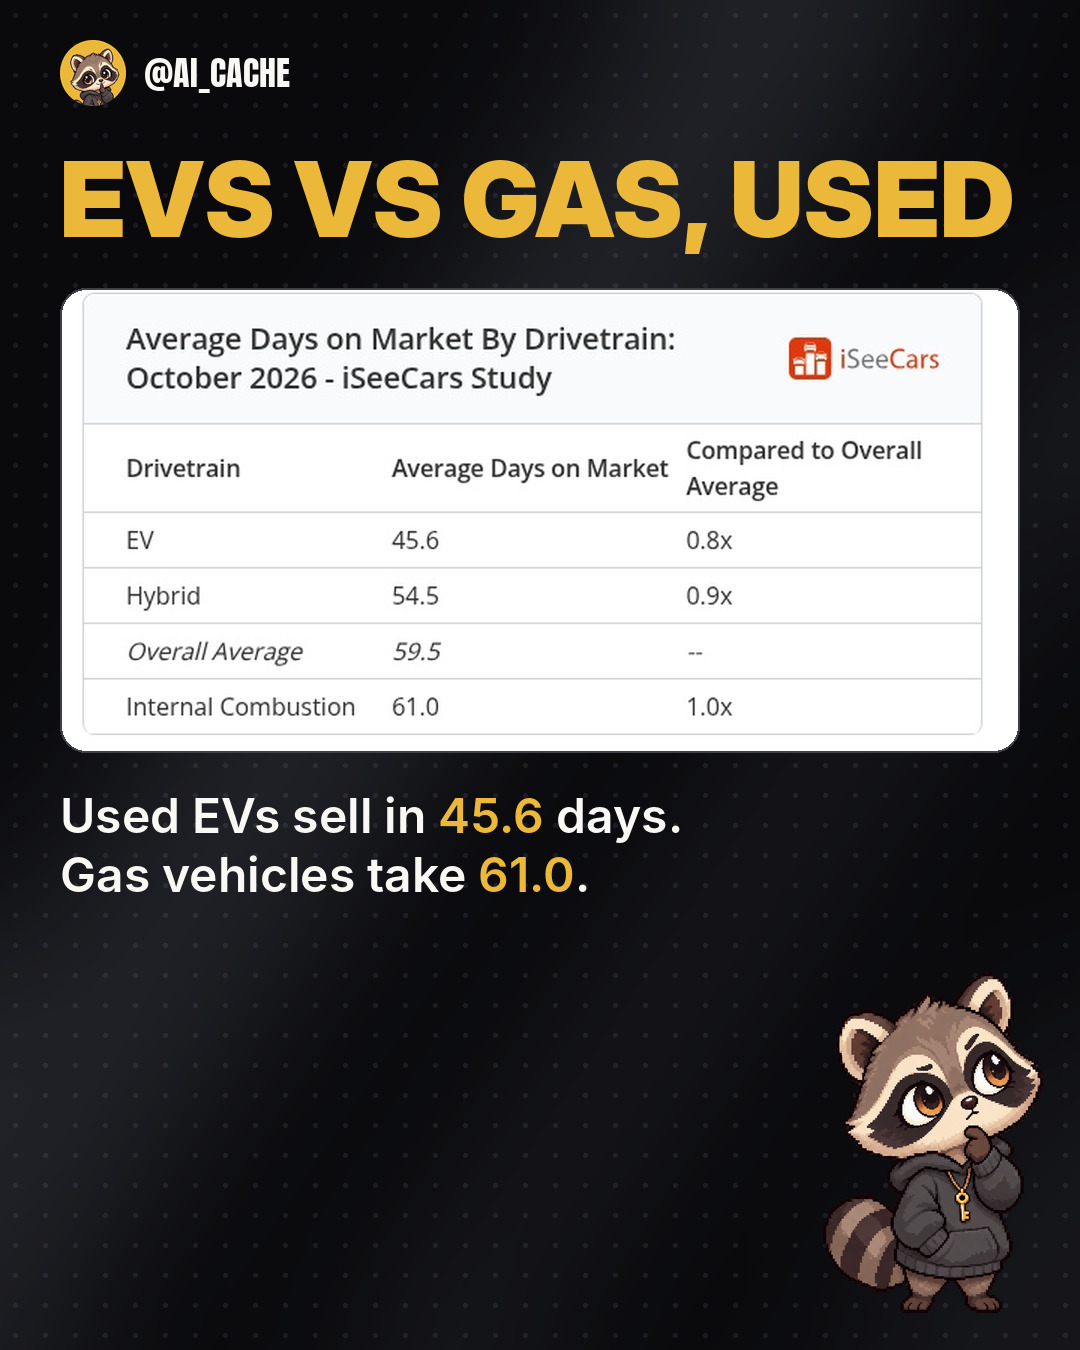 @AI_CACHE
EVS VS GAS, USED
Average Days on Market By Drivetrain:
October 2026 - iSeeCars Study
iSeeCars
Drivetrain Average Days on Market Compared to Overall Average
EV 45.6 0.8x
Hybrid 54.5 0.9x
Overall Average 59.5 --
Internal Combustion 61.0 1.0x
Used EVs sell in 45.6 days.
Gas vehicles take 61.0.